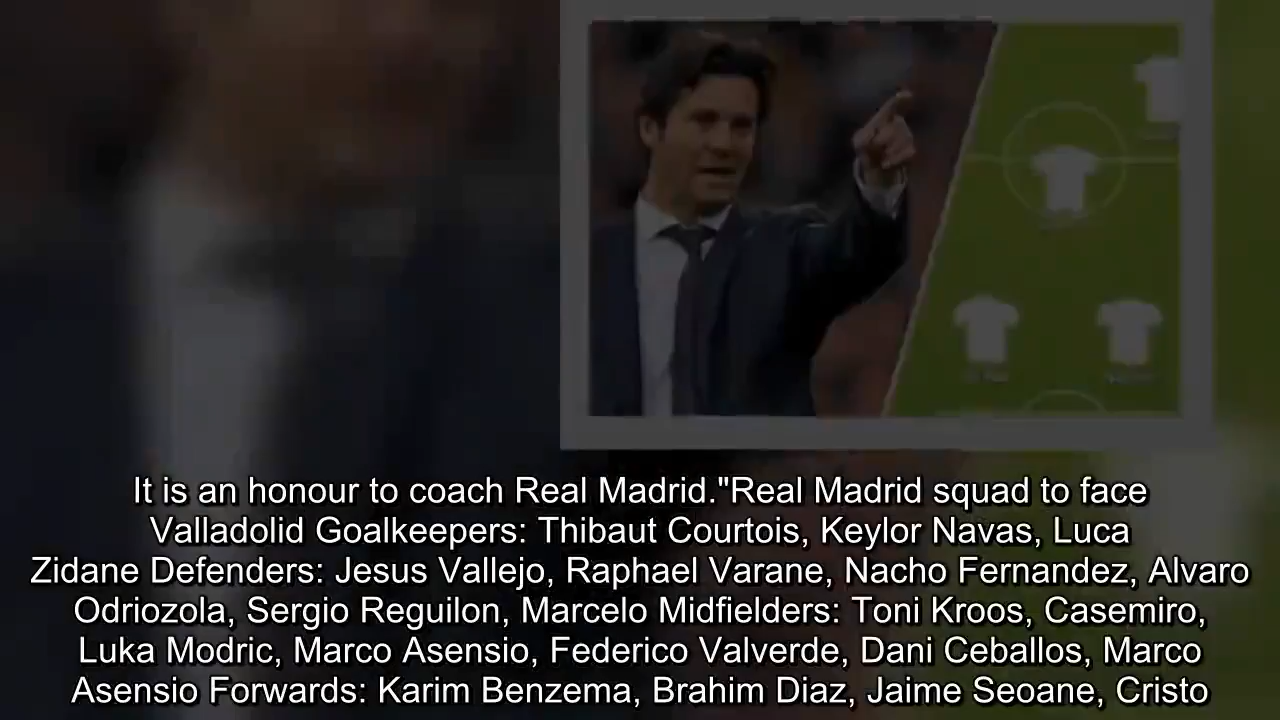 It is an honour to coach Real Madrid."Real Madrid squad to face
Valladolid Goalkeepers: Thibaut Courtois, Keylor Navas, Luca
Zidane Defenders: Jesus Vallejo, Raphael Varane, Nacho Fernandez, Alvaro
Odriozola, Sergio Reguilon, Marcelo Midfielders: Toni Kroos, Casemiro,
Luka Modric, Marco Asensio, Federico Valverde, Dani Ceballos, Marco
Asensio Forwards: Karim Benzema, Brahim Diaz, Jaime Seoane, Cristo